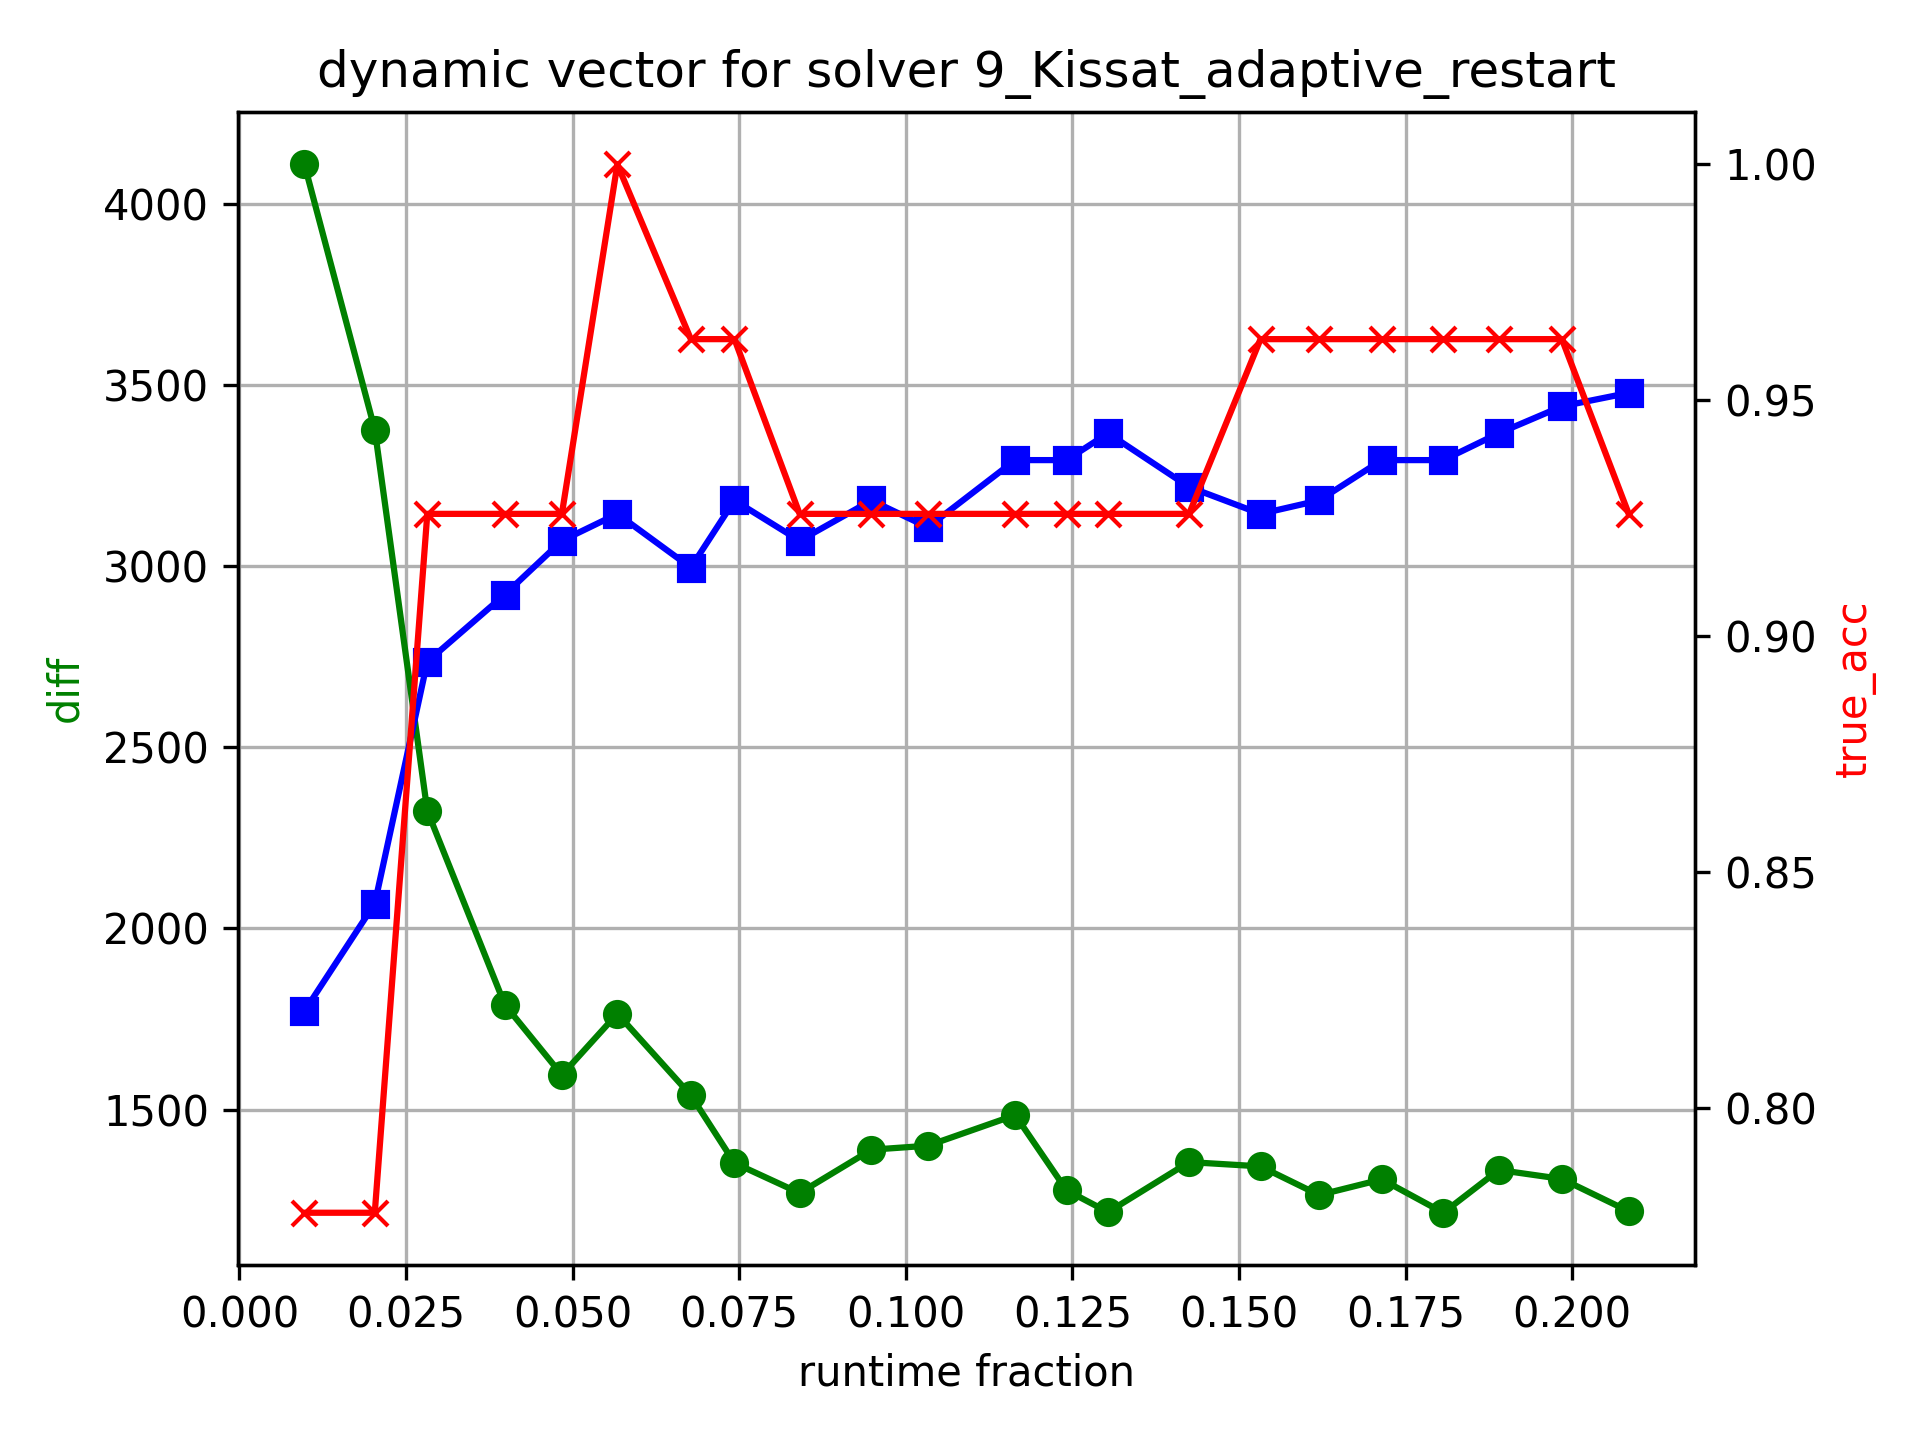 dynamic vector for solver 9_Kissat_adaptive_restart
4000
3500
3000
2500
2000
1500
diff
1.00
0.95
0.90
0.85
0.80
true_acc
0.000 0.025 0.050 0.075 0.100 0.125 0.150 0.175 0.200
runtime fraction